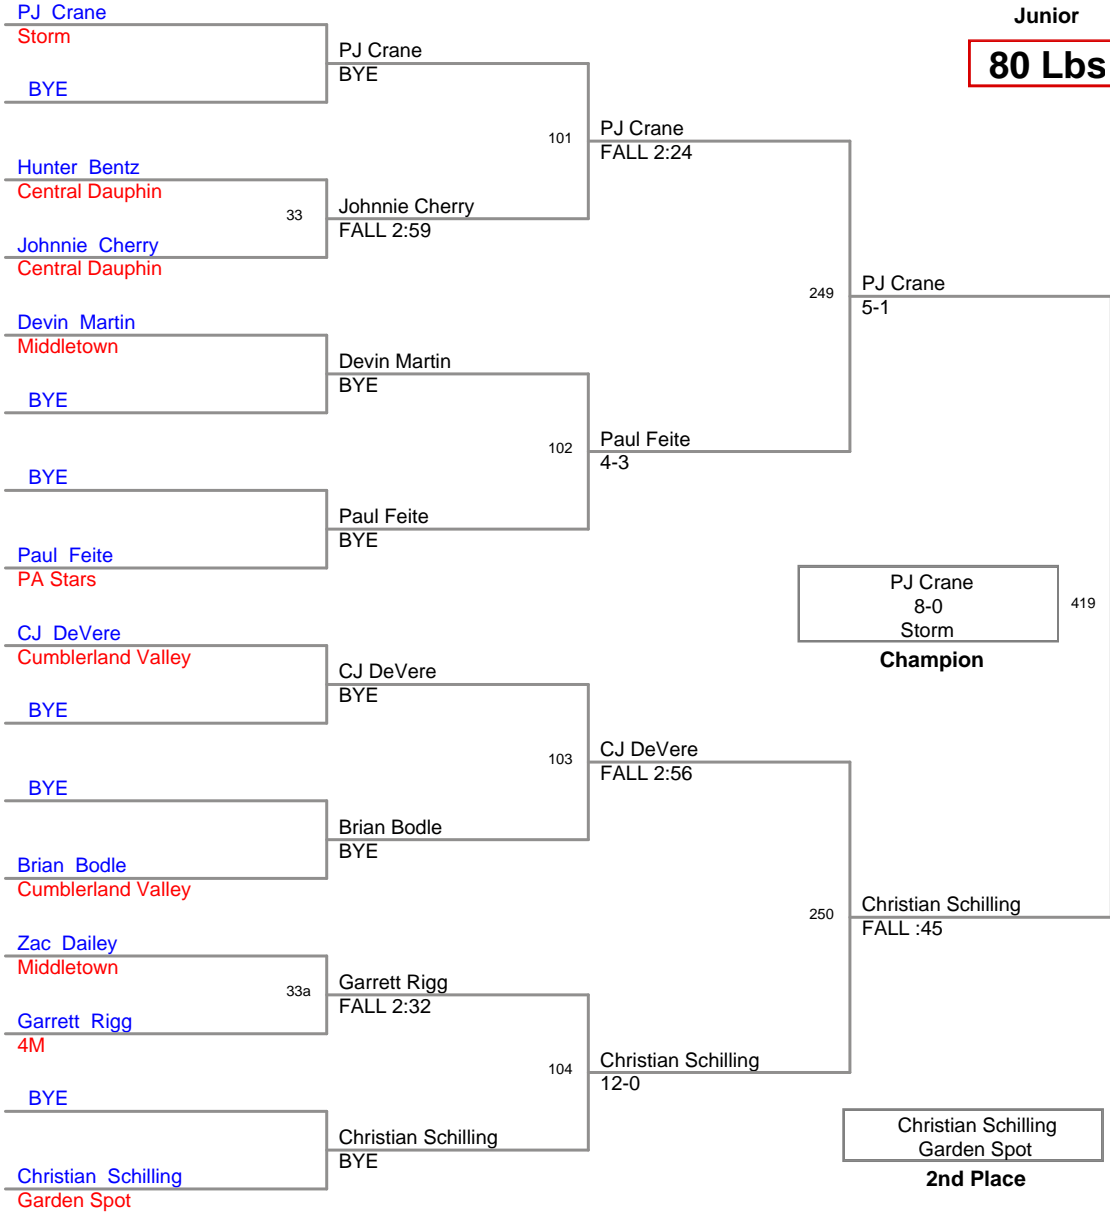 PJ  Crane
Storm
BYE
Hunter  Bentz
Central Dauphin
Johnnie  Cherry
Central Dauphin
Devin  Martin
Middletown
BYE
BYE
Paul  Feite
PA Stars
CJ  DeVere
Cumblerland Valley
BYE
BYE
Brian  Bodle
Cumblerland Valley
Zac  Dailey
Middletown
Garrett  Rigg
4M
BYE
Christian  Schilling
Garden Spot
33
33a
PJ Crane
BYE
Johnnie Cherry
FALL 2:59
Devin Martin
BYE
Paul Feite
BYE
CJ DeVere
BYE
Brian Bodle
BYE
Garrett Rigg
FALL 2:32
Christian Schilling
BYE
101
102
103
104
PJ Crane
FALL 2:24
Paul Feite
4-3
CJ DeVere
FALL 2:56
Christian Schilling
12-0
249
250
Junior
80 Lbs
PJ Crane
5-1
PJ Crane
8-0
Storm
Champion
419
Christian Schilling
FALL :45
Christian Schilling
Garden Spot
2nd Place